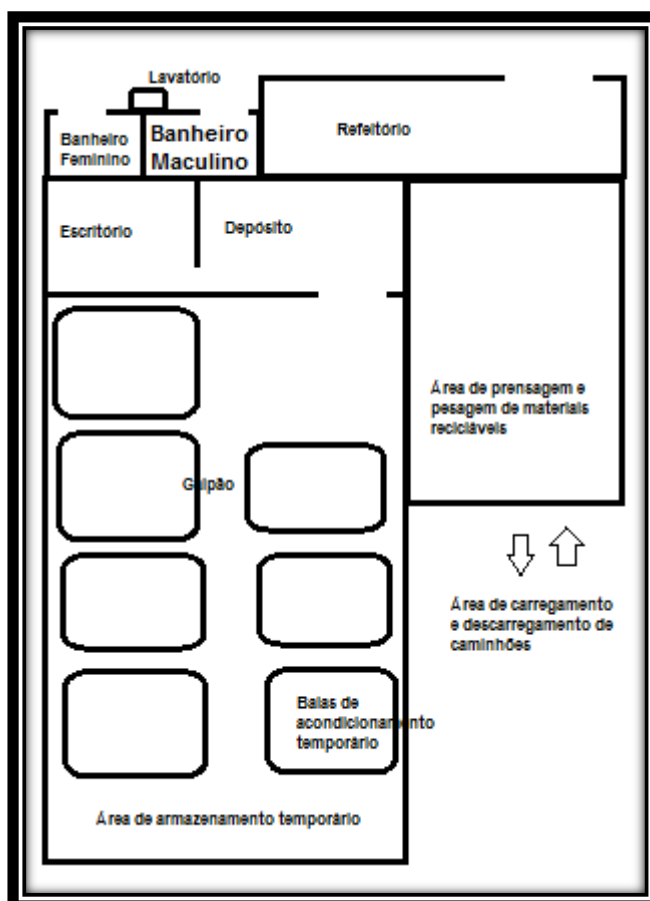 Lavatório
Banheiro
Feminino
Banheiro
Maculino
Refeitório
Escritório
Depósito
Área de prensagem e
pesagem de materiais
recicláveis
Galpão
Área de carregamento
e descarregamento de
caminhões
Baias de
acondicionamento
temporário
Área de armazenamento temporário